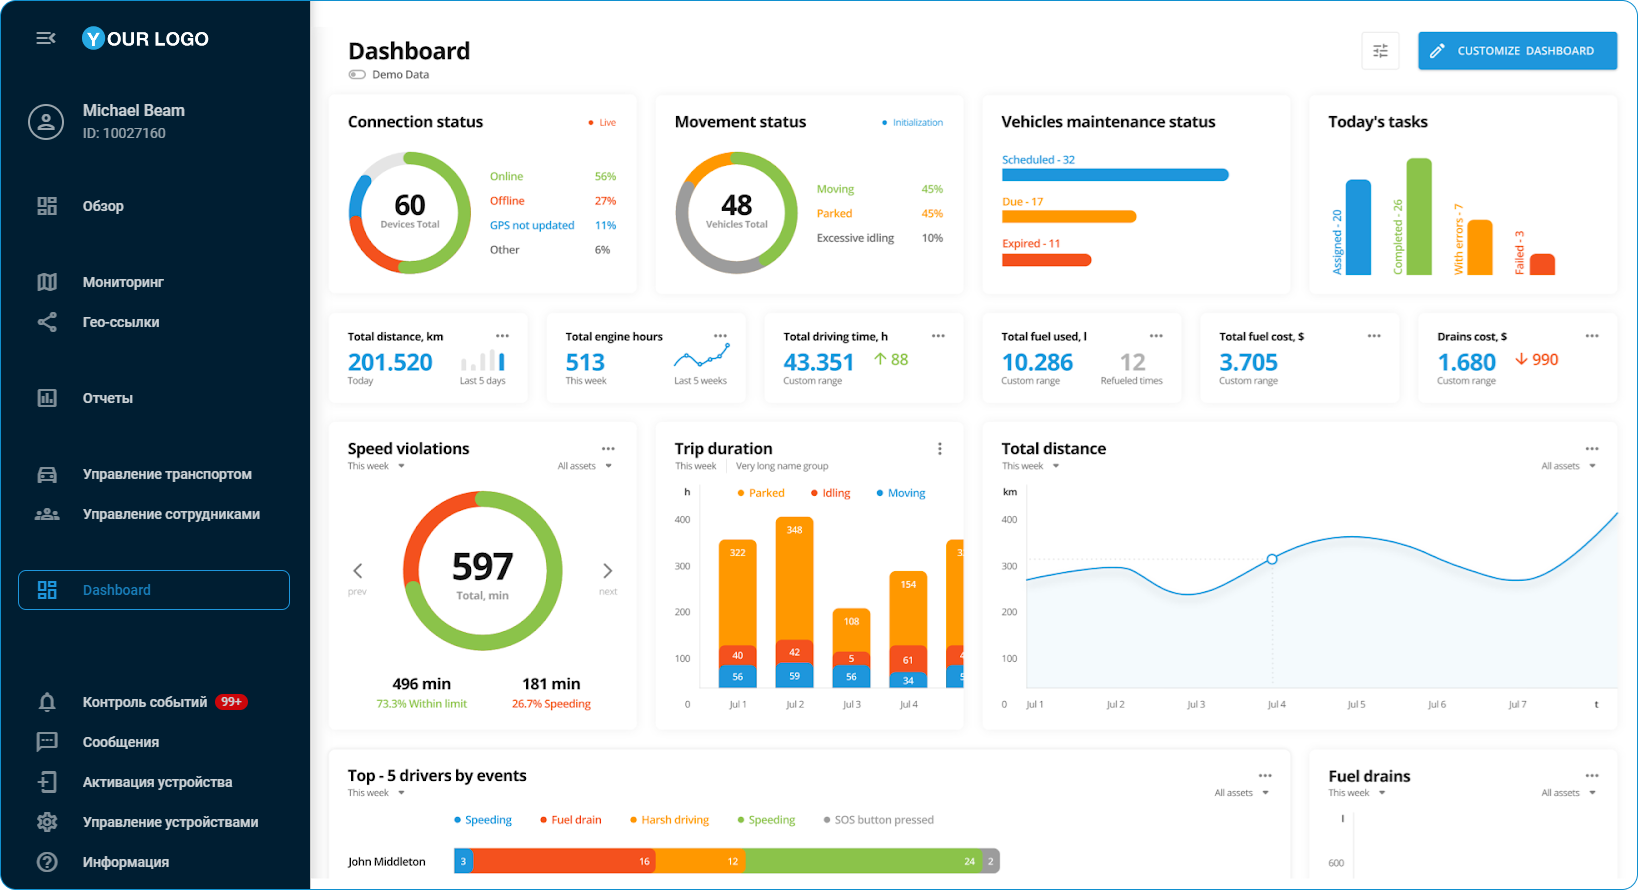 YOUR LOGO
Michael Beam
ID: 10027160
Обзор
Мониторинг
Гео-ссылки
Отчеты
Управление транспортом
Управление сотрудниками
Dashboard
Контроль событий 99+
Сообщения
Активация устройства
Управление устройствами
Информация
Dashboard
Demo Data
CUSTOMIZE DASHBOARD
Connection status
Live
60
Devices Total
Online 56%
Offline 27%
GPS not updated 11%
Other 6%
Movement status
Initialization
48
Vehicles Total
Moving 45%
Parked 45%
Excessive idling 10%
Vehicles maintenance status
Scheduled - 32
Due - 17
Expired - 11
Today's tasks
Assigned - 20
Completed - 26
With errors - 7
Failed - 3
Total distance, km
201.520
Today
Last 5 days
Total engine hours
513
This week
Last 5 weeks
Total driving time, h
43.351 88
Custom range
Total fuel used, l
10.286 12
Custom range Refueled times
Total fuel cost, $
3.705
Custom range
Drains cost, $
1.680 990
Custom range
Speed violations
This week All assets
597
Total, min
prev
next
496 min 181 min
73.3% Within limit 26.7% Speeding
Trip duration
This week Very long name group
h
Parked Idling Moving
400
300
200
100
0
322
40
56
348
42
59
108
5
56
154
61
34
Jul 1 Jul 2 Jul 3 Jul 4
Total distance
This week All assets
km
400
300
200
100
0 Jul 1 Jul 2 Jul 3 Jul 4 Jul 5 Jul 6 Jul 7 t
Top - 5 drivers by events
This week All assets
Speeding Fuel drain Harsh driving Speeding SOS button pressed
John Middleton 3 16 12 24 2
Fuel drains
This week All assets
l
600